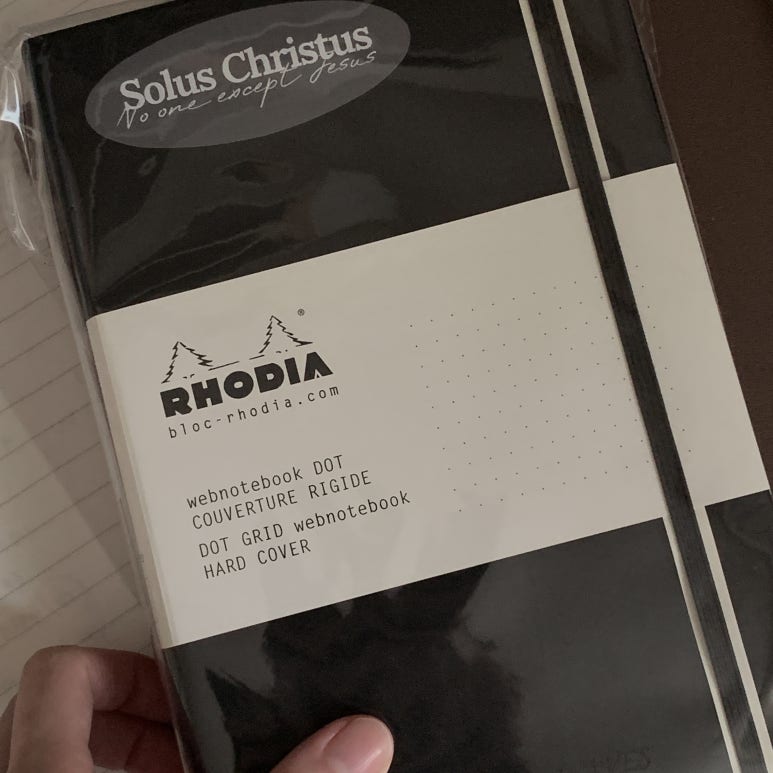 Solus Christus
No one except Jesus
RHODIA®
bloc-rhodia.com
webnotebook DOT
COUVERTURE RIGIDE
DOT GRID webnotebook
HARD COVER